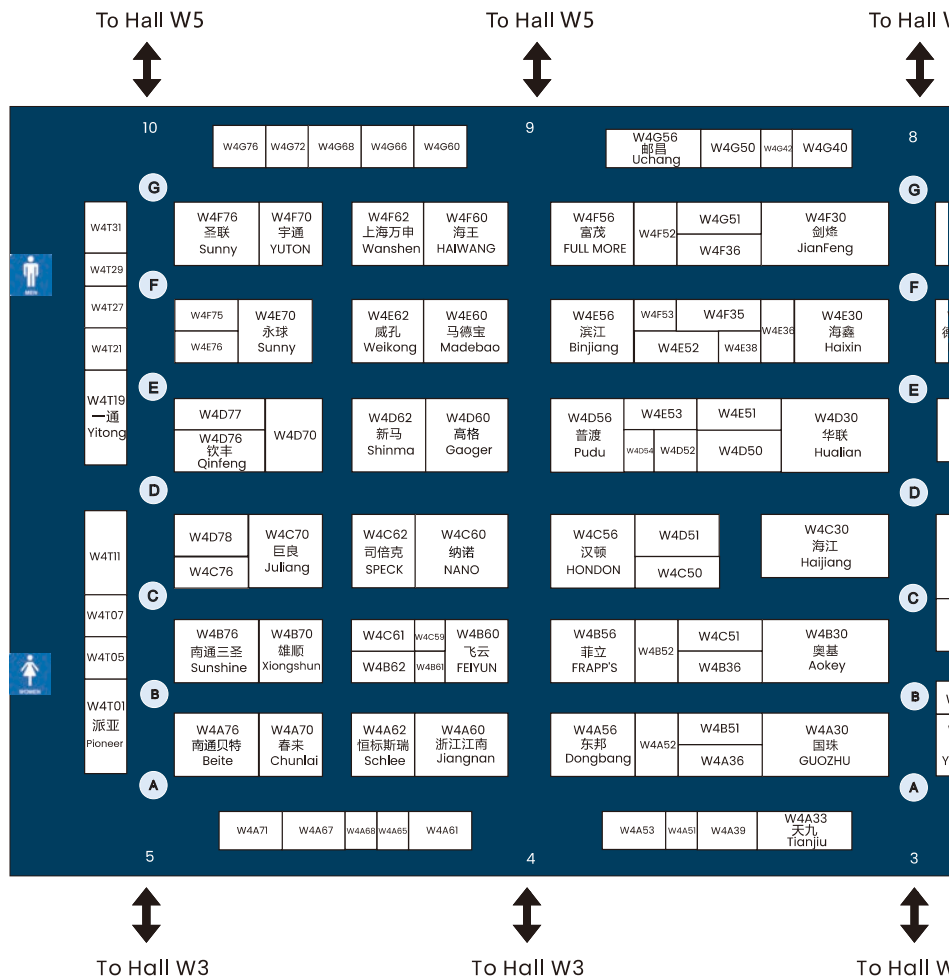 To Hall W5
To Hall W5
To Hall
10
9
8
W4G76
W4G72
W4G68
W4G66
W4G60
W4G56
邮昌
Uchang
W4G50
W4G42
W4G40
G
G
W4T31
W4T29
W4T27
W4T21
W4T19
一通
Yitong
W4F76
圣联
Sunny
W4F70
宇通
YUTON
W4F62
上海万申
Wanshen
W4F60
海王
HAIWANG
W4F56
富茂
FULL MORE
W4F52
W4G51
W4F36
W4F30
剑烽
JianFeng
MEN
F
F
W4F75
W4E76
W4E70
永球
Sunny
W4E62
威孔
Weikong
W4E60
马德宝
Madebao
W4E56
滨江
Binjiang
W4F53
W4F35
W4E52
W4E38
W4E36
W4E30
海鑫
Haixin
E
E
W4D77
W4D76
钦丰
Qinfeng
W4D70
W4D62
新马
Shinma
W4D60
高格
Gaoger
W4D56
普渡
Pudu
W4E53
W4D54
W4D52
W4E51
W4D50
W4D30
华联
Hualian
D
D
W4T11
W4T07
W4T05
W4T01
派亚
Pioneer
W4D78
W4C76
W4C70
巨良
Juliang
W4C62
司倍克
SPECK
W4C60
纳诺
NANO
W4C56
汉顿
HONDON
W4D51
W4C50
W4C30
海江
Haijiang
C
C
W4B76
南通三圣
Sunshine
W4B70
雄顺
Xiongshun
W4C61
W4B62
W4C59
W4B61
W4B60
飞云
FEIYUN
W4B56
菲立
FRAPP'S
W4B52
W4C51
W4B36
W4B30
奥基
Aokey
WOMEN
B
B
W4A76
南通贝特
Beite
W4A70
春来
Chunlai
W4A62
恒标斯瑞
Schlee
W4A60
浙江江南
Jiangnan
W4A56
东邦
Dongbang
W4A52
W4B51
W4A36
W4A30
国珠
GUOZHU
A
A
W4A71
W4A67
W4A68
W4A65
W4A61
W4A53
W4A51
W4A39
W4A33
天九
Tianjiu
5
4
3
To Hall W3
To Hall W3
To Hall